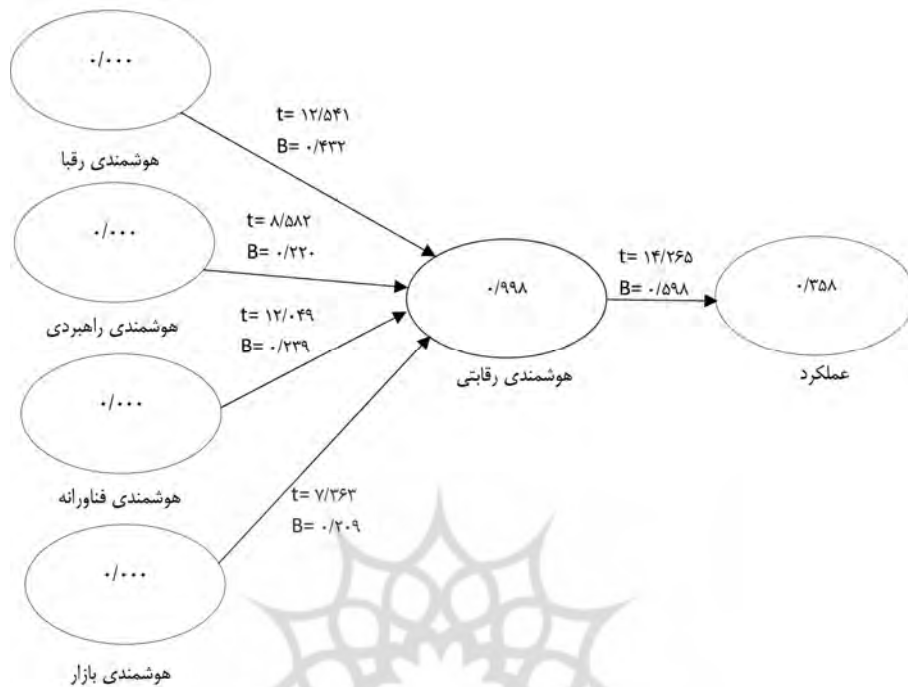 ۰/۰۰۰
هوشمندی رقبا
t= ۱۲/۵۴۱
B= ۰/۴۳۲
۰/۰۰۰
هوشمندی راهبردی
t= ۸/۵۸۲
B= ۰/۲۲۰
۰/۰۰۰
هوشمندی فناورانه
t= ۱۲/۰۴۹
B= ۰/۲۳۹
۰/۰۰۰
هوشمندی بازار
t= ۷/۳۶۳
B= ۰/۲۰۹
۰/۹۹۸
هوشمندی رقابتی
t= ۱۴/۲۶۵
B= ۰/۵۹۸
۰/۳۵۸
عملکرد